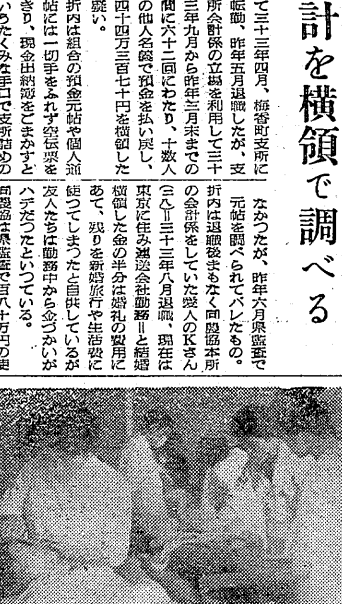 計を横領で調べる
て三十三年四月、梅香町支所に
転勤、昨年五月退職したが、支
所会計係の立場を利用して三十
三年九月から昨年三月末までの
間に六十二回にわたり、十数人
の他人名義で預金を払い戻し、
四十四万三百七十円を横領した
疑い。
折内は組合の預金元帖や個人通
帖には一切手をふれず空伝票を
きり、現金出納簿をごまかすと
いうたくみな手口で支所詰めの
なかつたが、昨年六月県監査で
元帖を調べられてバレたもの。
折内は退職後まもなく同農協本所
の会計係をしていた愛人のKさん
(二八)=三十三年八月退職、現在は
東京に住み運送会社勤務=と結婚
横領した金の半分は婚礼の費用に
あて、残りを新婚旅行や生活費に
使つてしまつたと自供しているが
友人たちは勤務中から金づかいが
ハデだつたといつている。
同農協は県監査で百八十万円の使